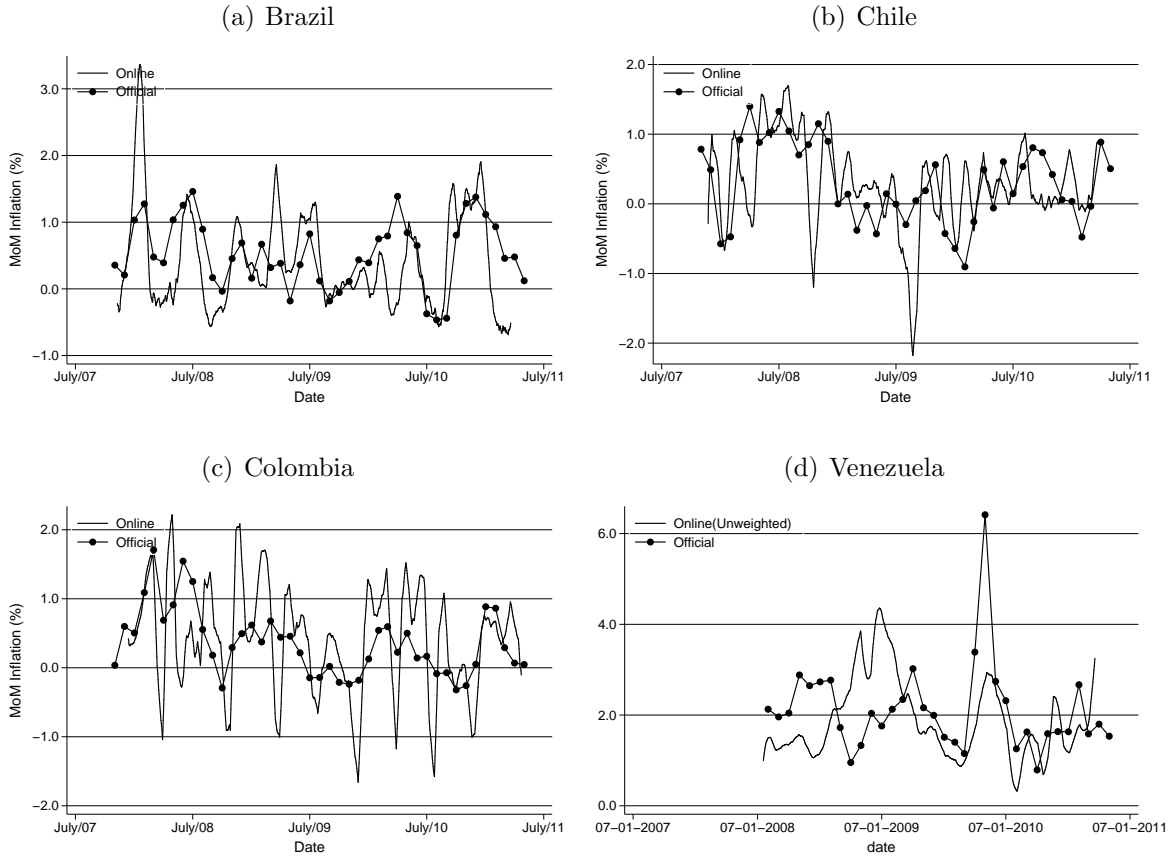 (a) Brazil
Online
Official
MoM Inflation (%)
3.0
2.0
1.0
0.0
−1.0
July/07
July/08
July/09
July/10
July/11
Date
(b) Chile
Online
Official
MoM Inflation (%)
2.0
1.0
0.0
−1.0
−2.0
July/07
July/08
July/09
July/10
July/11
Date
(c) Colombia
Online
Official
MoM Inflation (%)
2.0
1.0
0.0
−1.0
−2.0
July/07
July/08
July/09
July/10
July/11
Date
(d) Venezuela
Online(Unweighted)
Official
6.0
4.0
2.0
0.0
07−01−2007
07−01−2008
07−01−2009
07−01−2010
07−01−2011
date